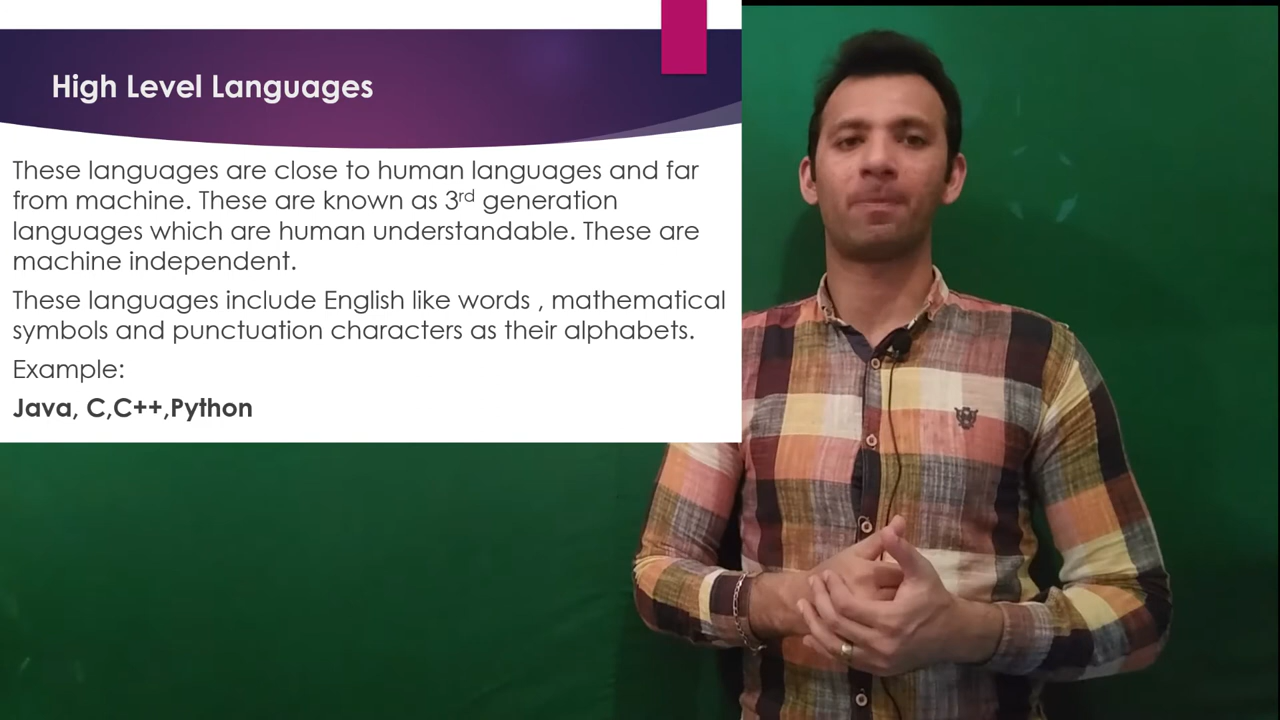 High Level Languages
These languages are close to human languages and far
from machine. These are known as 3rd generation
languages which are human understandable. These are
machine independent.
These languages include English like words , mathematical
symbols and punctuation characters as their alphabets.
Example:
Java, C,C++,Python